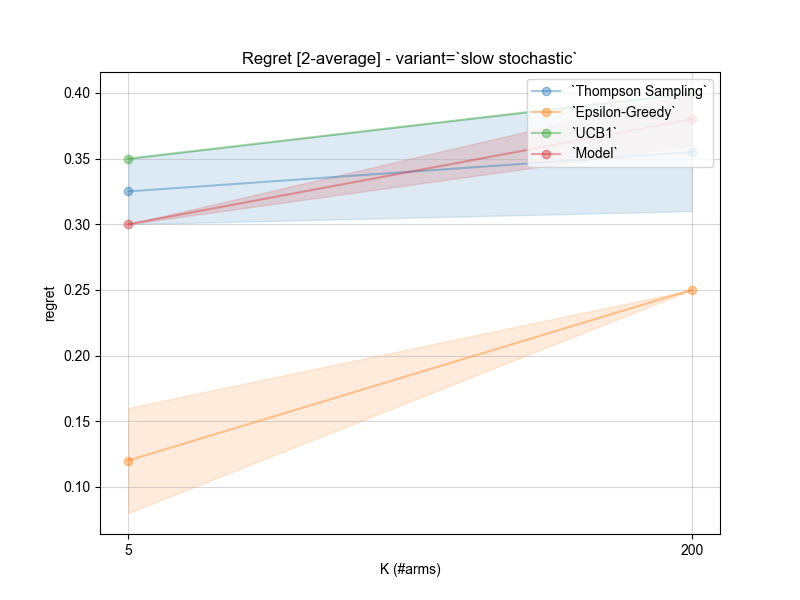 Regret [2-average] - variant=`slow stochastic`
0.40
0.35
0.30
0.25
0.20
0.15
0.10
regret
`Thompson Sampling`
`Epsilon-Greedy`
`UCB1`
`Model`
5
200
K (#arms)